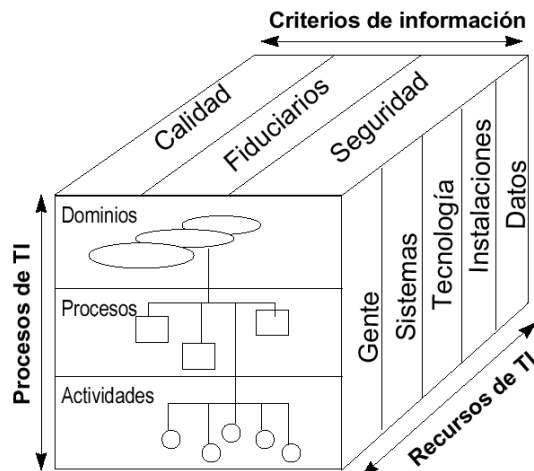 Criterios de información
Calidad
Fiduciarios
Seguridad
Procesos de TI
Dominios
Procesos
Actividades
Gente
Sistemas
Tecnología
Instalaciones
Datos
Recursos de TI